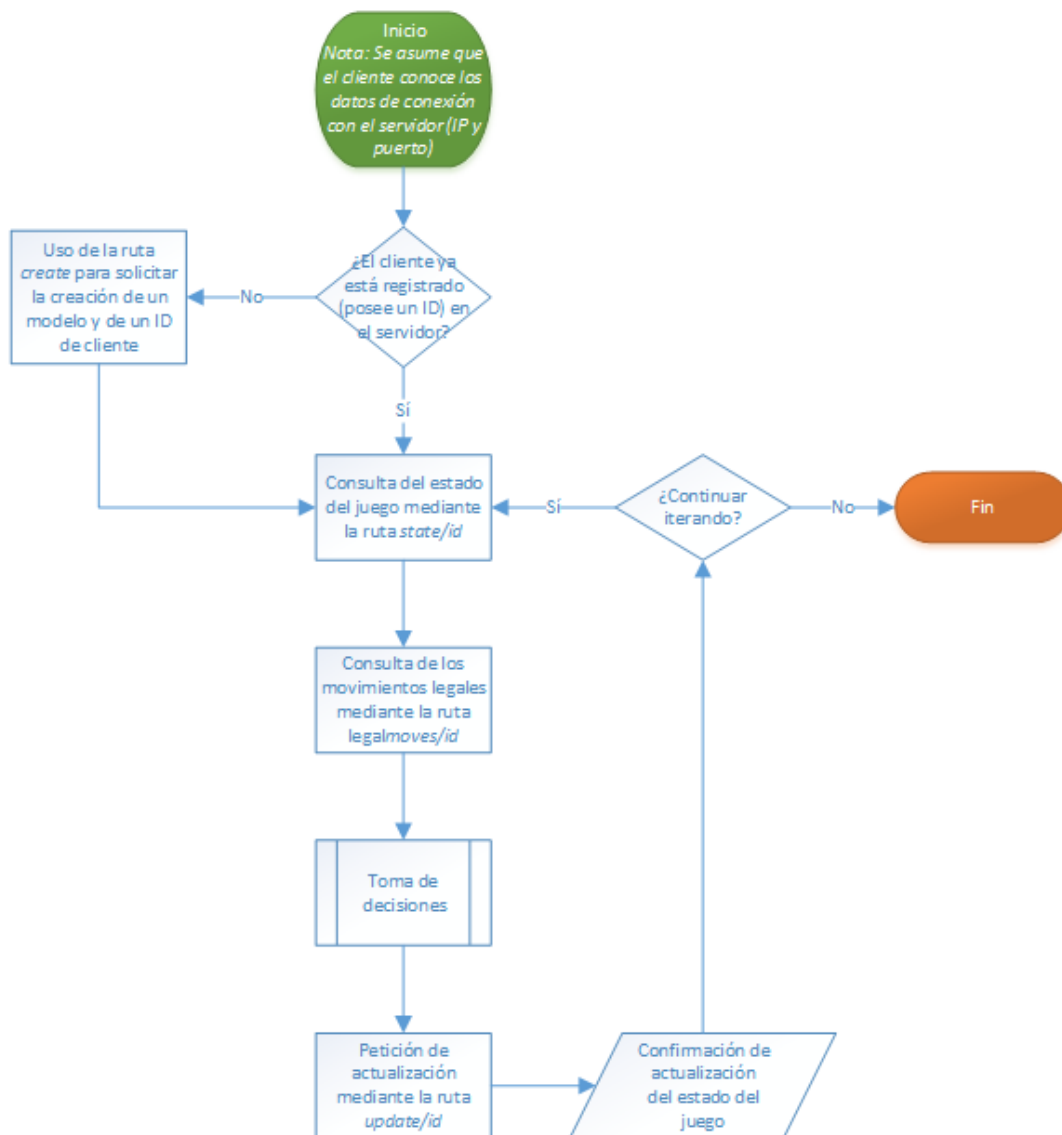 Inicio
Nota: Se asume que
el cliente conoce los
datos de conexión
con el servidor (IP y
puerto)
Uso de la ruta
create para solicitar
la creación de un
modelo y de un ID
de cliente
No
¿El cliente ya
está registrado
(posee un ID) en
el servidor?
Sí
Consulta del estado
del juego mediante
la ruta state/id
Sí
¿Continuar
iterando?
No
Fin
Consulta de los
movimientos legales
mediante la ruta
legalmoves/id
Toma de
decisiones
Petición de
actualización
mediante la ruta
update/id
Confirmación de
actualización
del estado del
juego